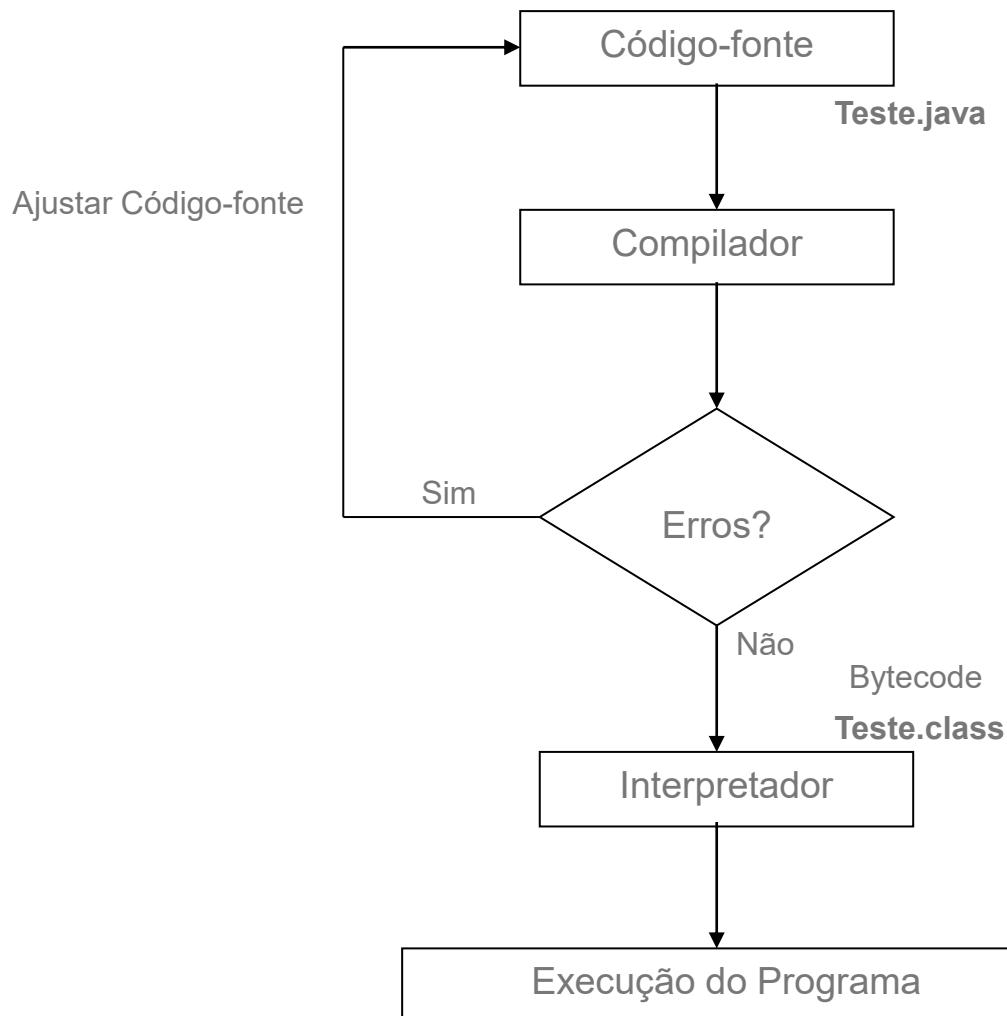 Código-fonte
Teste.java
Ajustar Código-fonte
Compilador
Sim
Erros?
Não
Bytecode
Teste.class
Interpretador
Execução do Programa